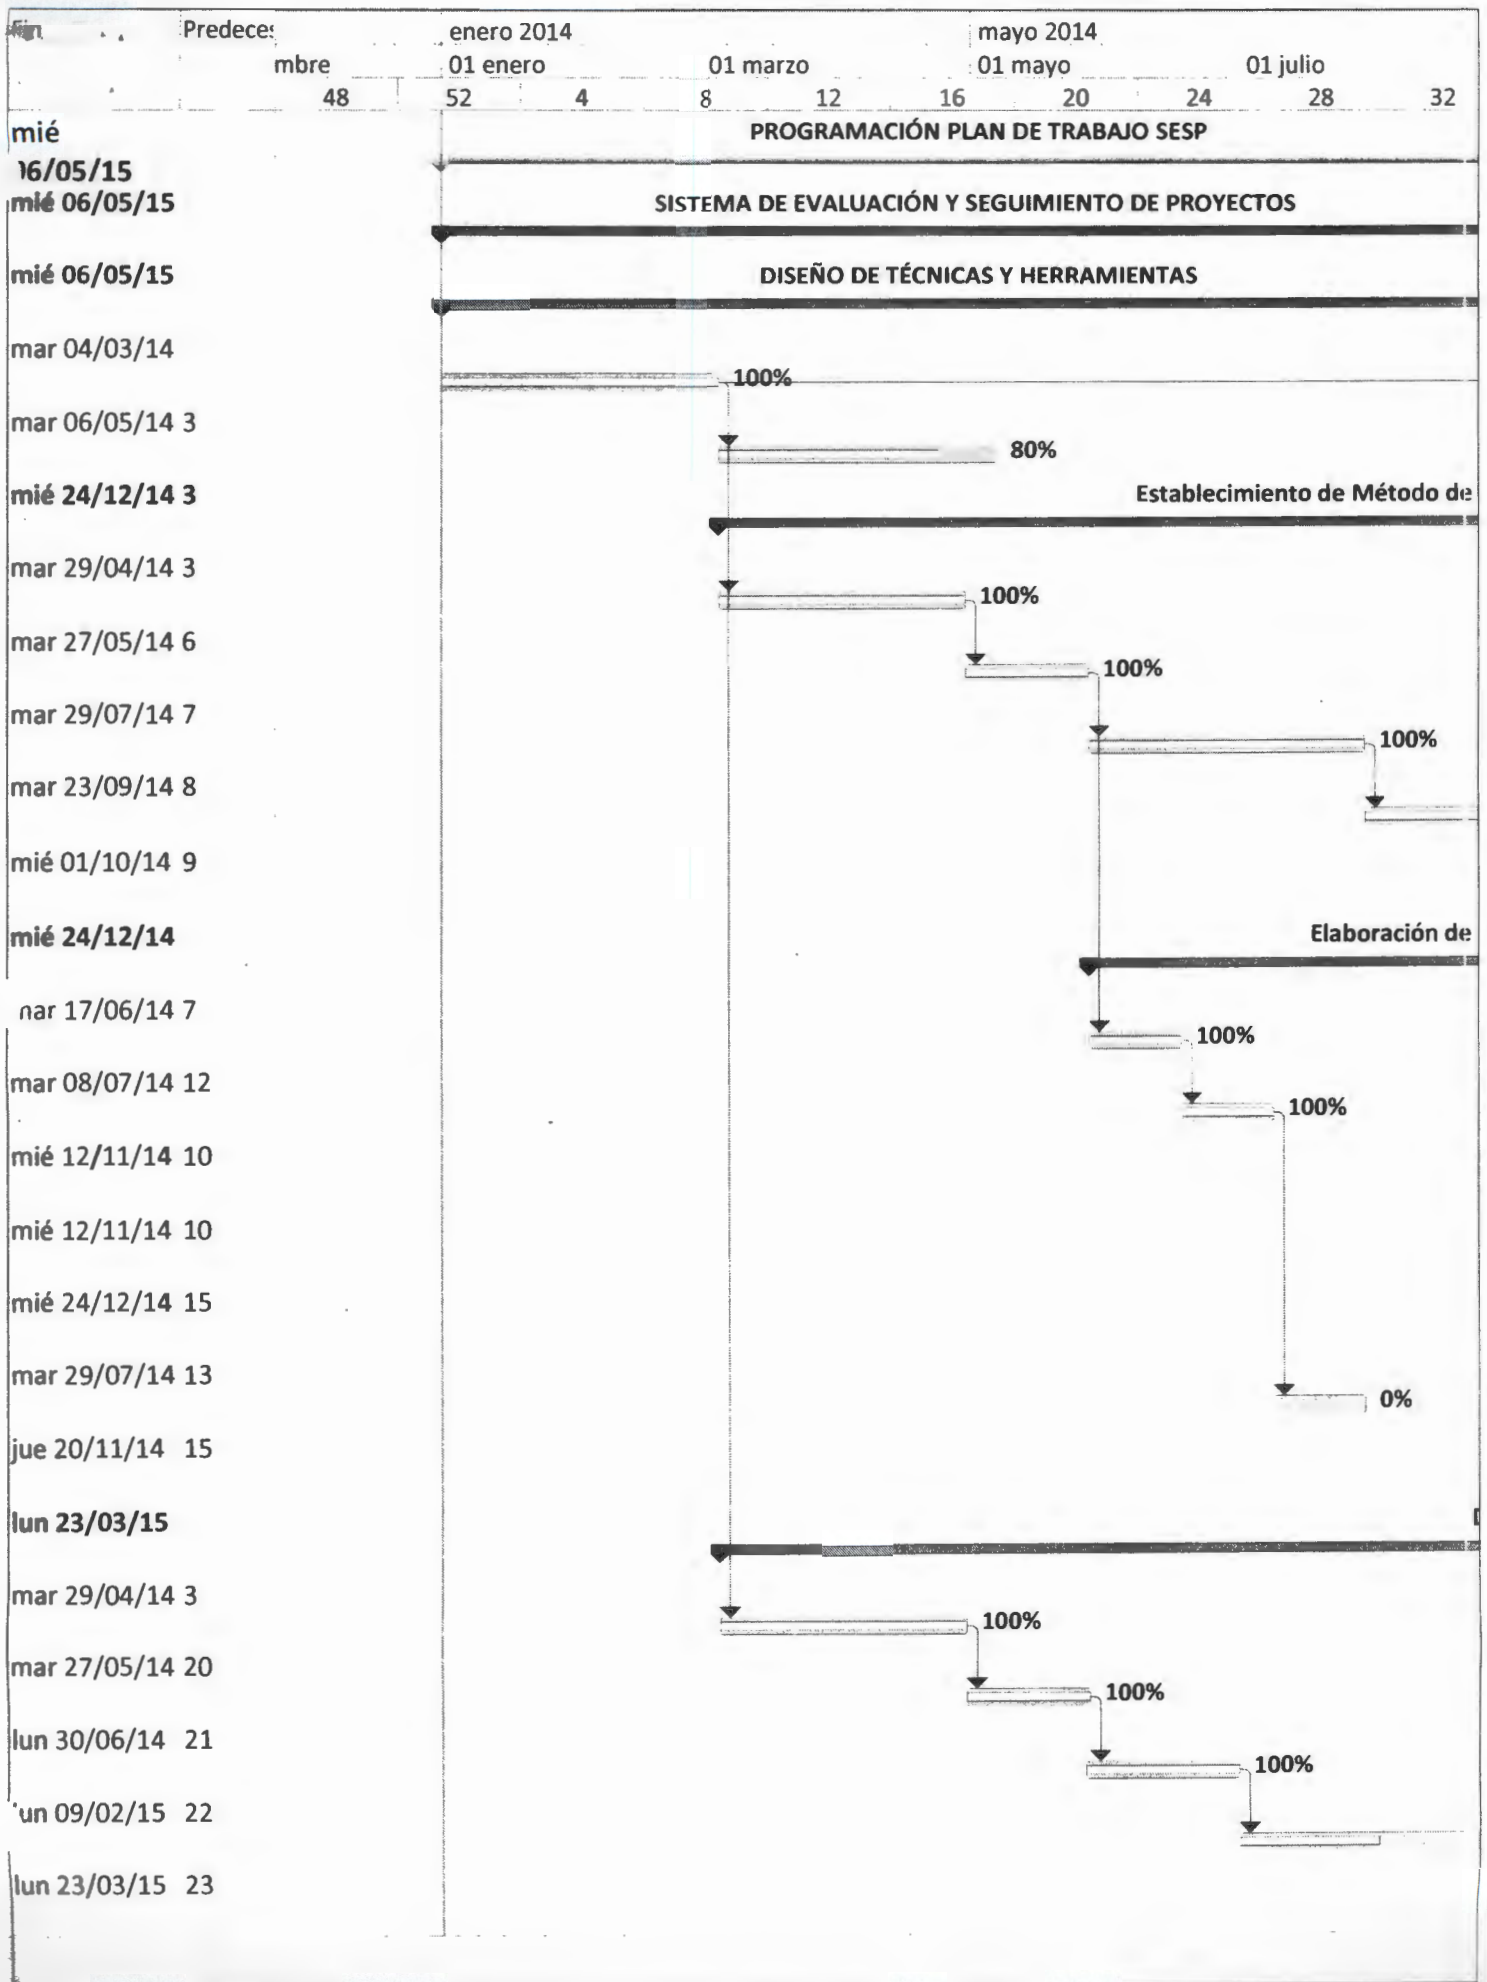 Fin Predeces enero 2014 mayo 2014
mbre 01 enero 01 marzo 01 mayo 01 julio
48 52 4 8 12 16 20 24 28 32
mié PROGRAMACIÓN PLAN DE TRABAJO SESP
06/05/15
mié 06/05/15 SISTEMA DE EVALUACIÓN Y SEGUIMIENTO DE PROYECTOS
mié 06/05/15 DISEÑO DE TÉCNICAS Y HERRAMIENTAS
mar 04/03/14
100%
mar 06/05/14 3
80%
mié 24/12/14 3 Establecimiento de Método de
mar 29/04/14 3
100%
mar 27/05/14 6
100%
mar 29/07/14 7
100%
mar 23/09/14 8
mié 01/10/14 9
mié 24/12/14 Elaboración de
mar 17/06/14 7
100%
mar 08/07/14 12
100%
mié 12/11/14 10
mié 12/11/14 10
mié 24/12/14 15
mar 29/07/14 13
0%
jue 20/11/14 15
lun 23/03/15
mar 29/04/14 3
100%
mar 27/05/14 20
100%
lun 30/06/14 21
100%
lun 09/02/15 22
lun 23/03/15 23